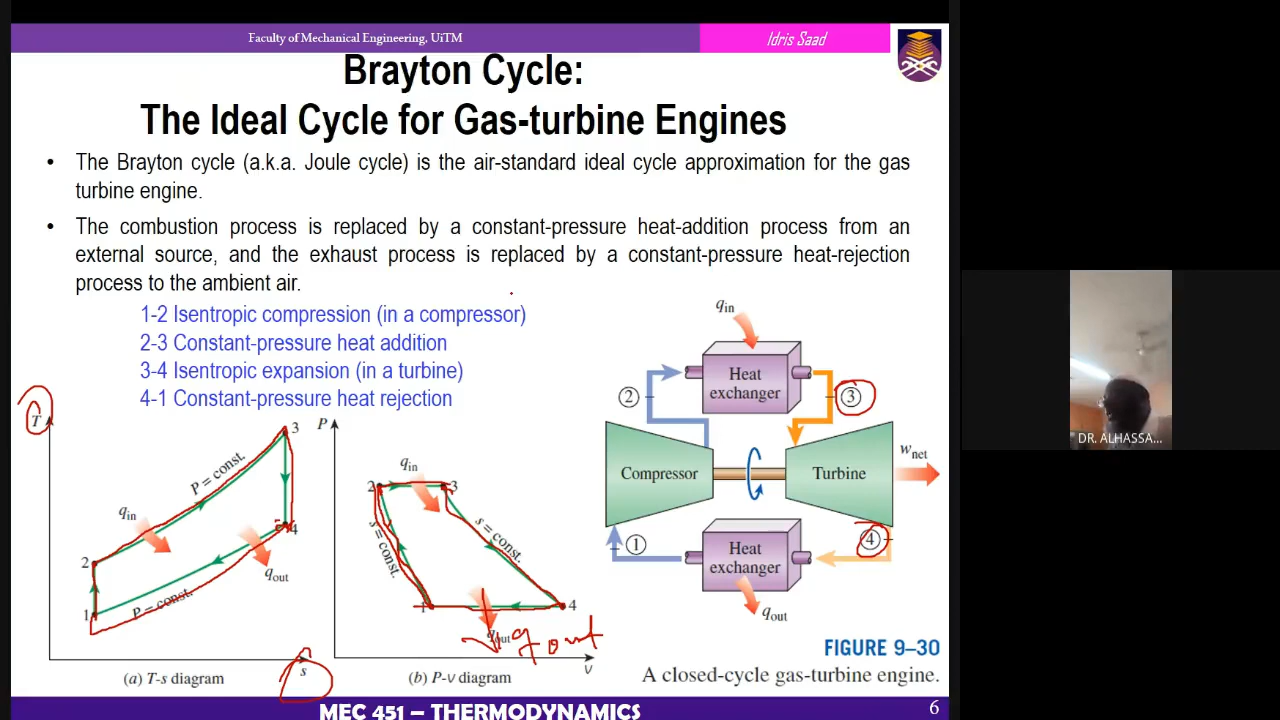 Faculty of Mechanical Engineering, UiTM
Idris Saad
Brayton Cycle:
The Ideal Cycle for Gas-turbine Engines
• The Brayton cycle (a.k.a. Joule cycle) is the air-standard ideal cycle approximation for the gas
turbine engine.
• The combustion process is replaced by a constant-pressure heat-addition process from an
external source, and the exhaust process is replaced by a constant-pressure heat-rejection
process to the ambient air.
1-2 Isentropic compression (in a compressor)
2-3 Constant-pressure heat addition
3-4 Isentropic expansion (in a turbine)
4-1 Constant-pressure heat rejection
T
3
P = const.
qin
2
4
qout
1
P = const.
s
(a) T-s diagram
P
qin
2
3
s = const.
s = const.
1
4
qout
q out
v
(b) P-v diagram
qin
Heat
exchanger
2
3
Compressor
Turbine
wnet
1
4
Heat
exchanger
qout
FIGURE 9–30
A closed-cycle gas-turbine engine.
MEC 451 – THERMODYNAMICS
6
DR. ALHASSA...